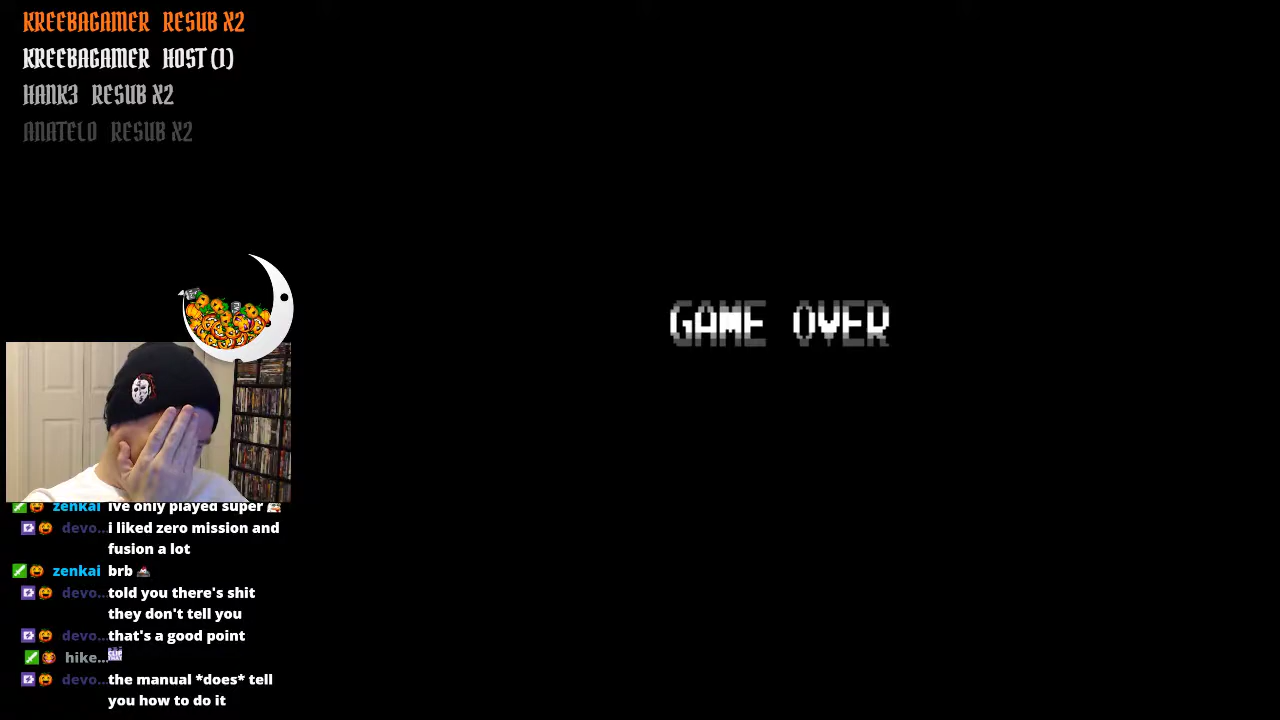 KREEBAGAMER RESUB X2
KREEBAGAMER HOST (1)
HANK3 RESUB X2
ANATELO RESUB X2
GAME OVER
zenkai ive only played super
devo... i liked zero mission and
fusion a lot
zenkai brb
devo... told you there's shit
they don't tell you
devo... that's a good point
hike...
devo... the manual *does* tell
you how to do it